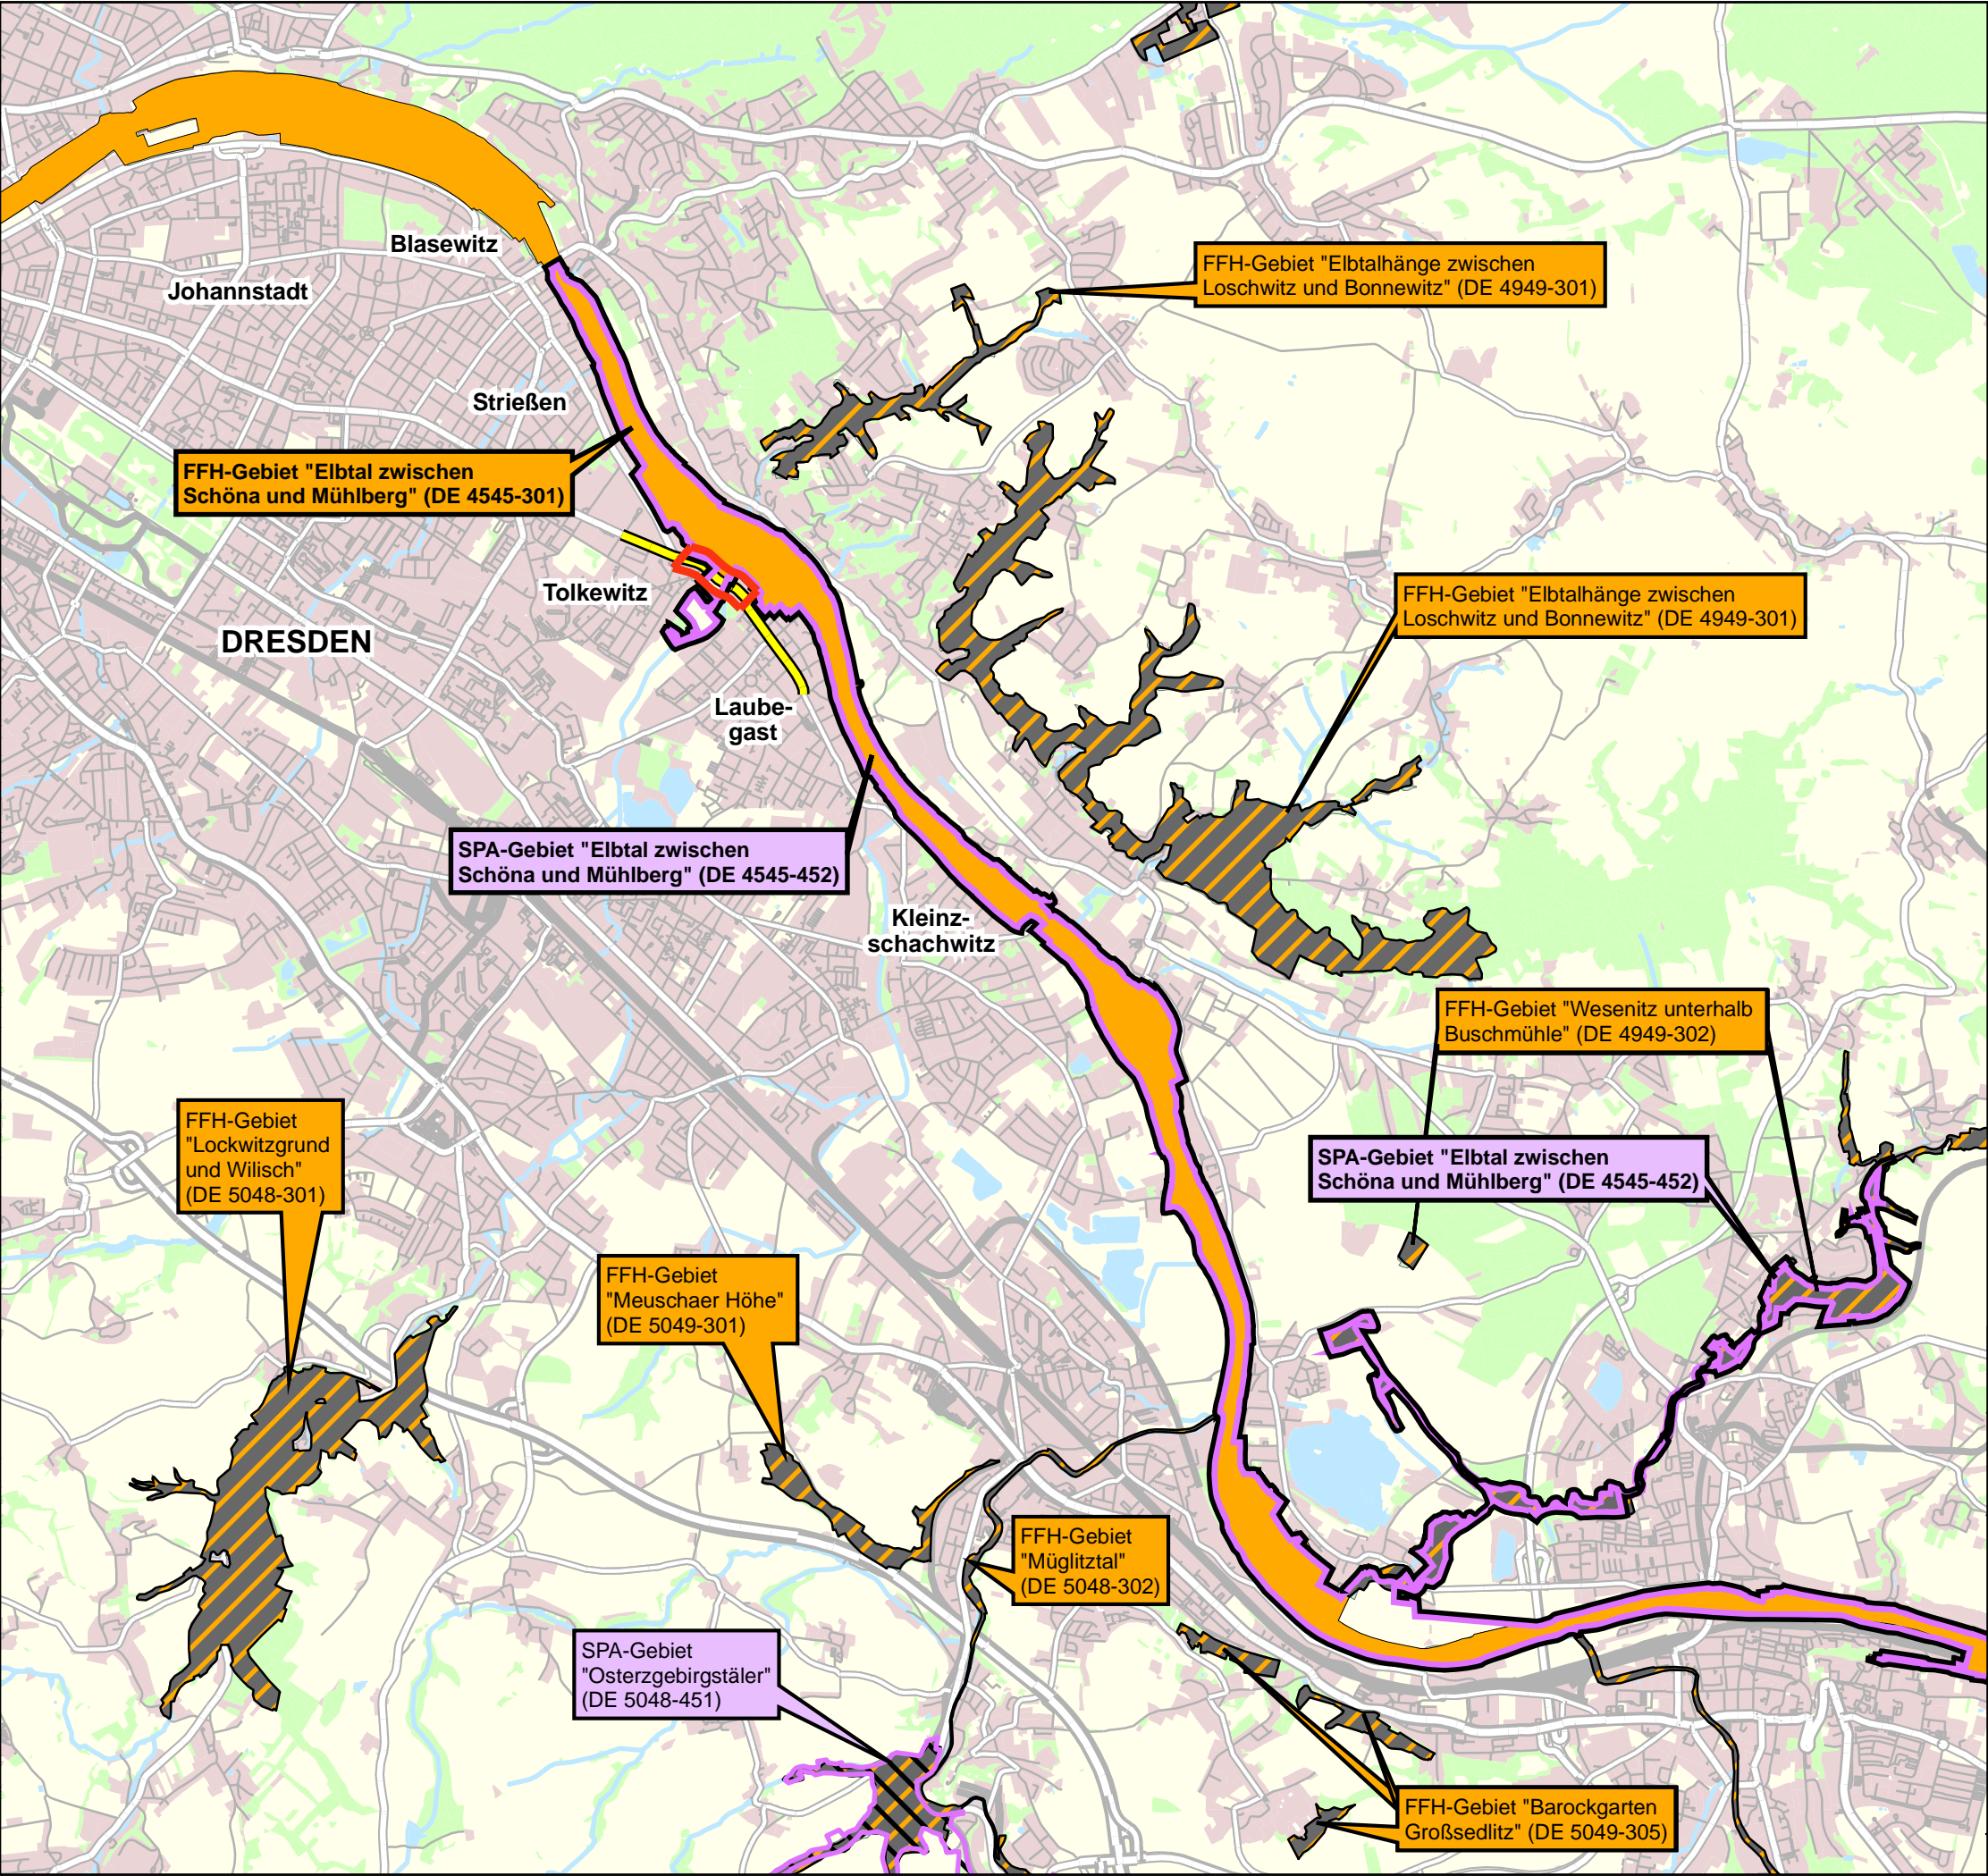 Blasewitz
Johannstadt
FFH-Gebiet "Elbtalhänge zwischen
Loschwitz und Bonnewitz" (DE 4949-301)
Strießen
FFH-Gebiet "Elbtal zwischen
Schöna und Mühlberg" (DE 4545-301)
Tolkewitz
FFH-Gebiet "Elbtalhänge zwischen
Loschwitz und Bonnewitz" (DE 4949-301)
DRESDEN
Laube-
gast
SPA-Gebiet "Elbtal zwischen
Schöna und Mühlberg" (DE 4545-452)
Kleinz-
schachwitz
FFH-Gebiet "Wesenitz unterhalb
Buschmühle" (DE 4949-302)
FFH-Gebiet
"Lockwitzgrund
und Wilisch"
(DE 5048-301)
SPA-Gebiet "Elbtal zwischen
Schöna und Mühlberg" (DE 4545-452)
FFH-Gebiet
"Meuschaer Höhe"
(DE 5049-301)
FFH-Gebiet
"Müglitztal"
(DE 5048-302)
SPA-Gebiet
"Osterzgebirgstäler"
(DE 5048-451)
FFH-Gebiet "Barockgarten
Großsedlitz" (DE 5049-305)